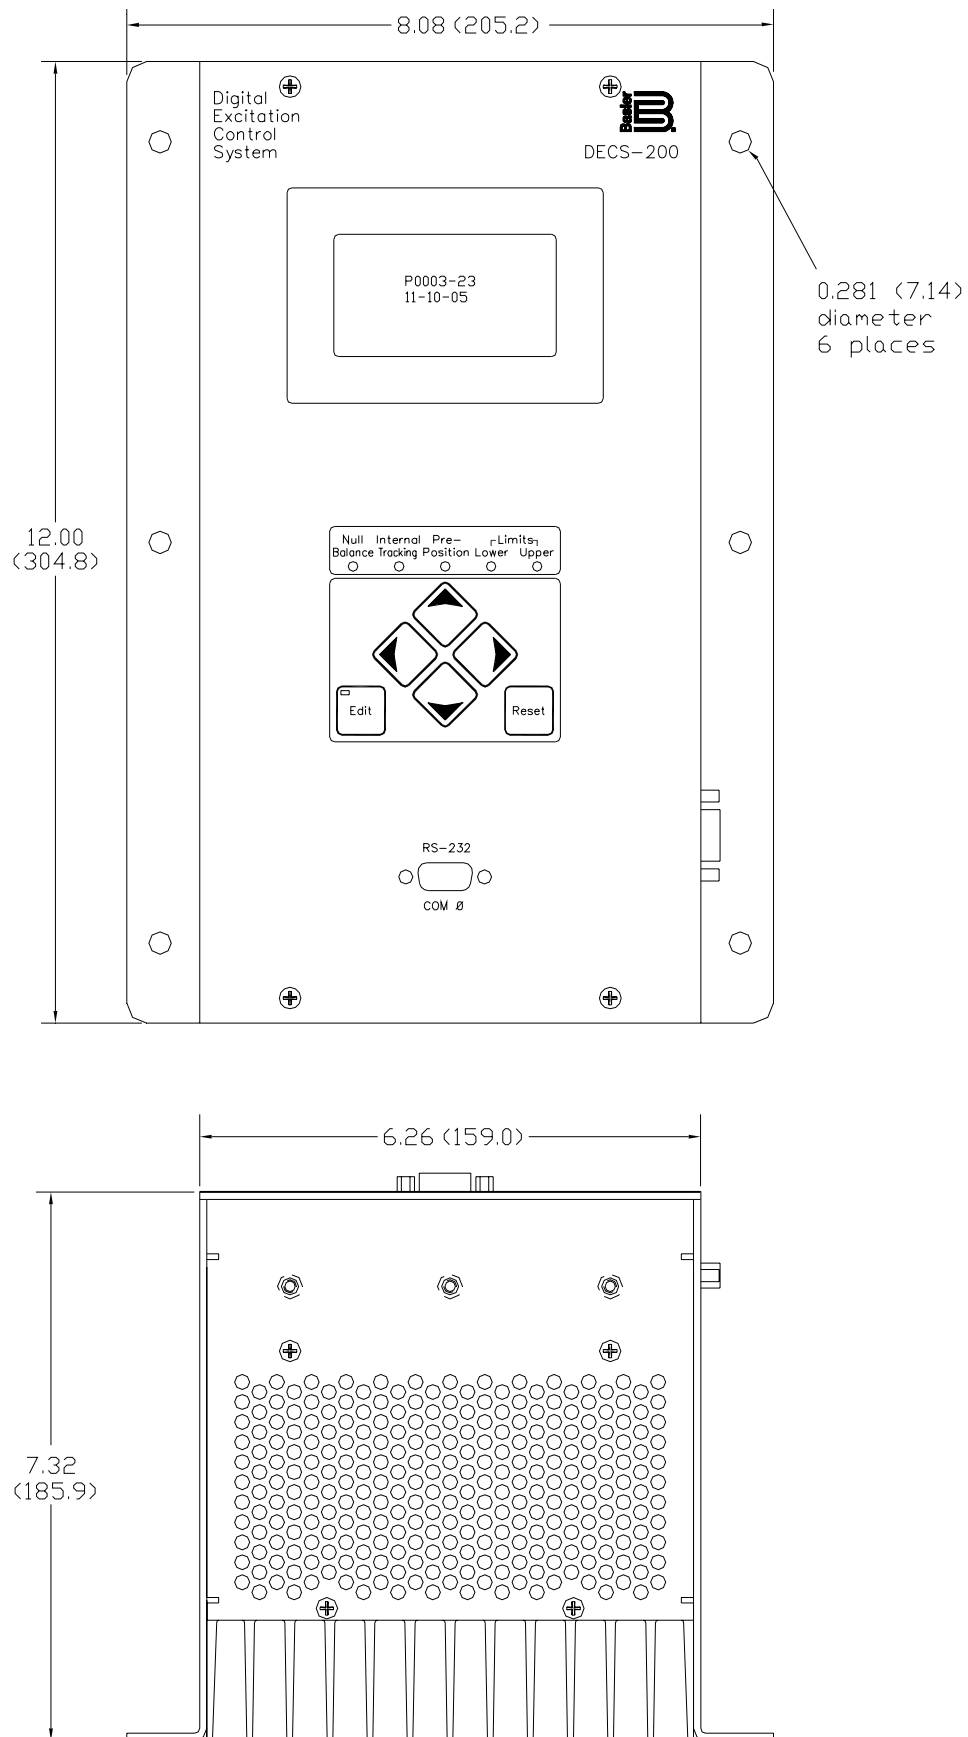 8.08 (205.2)
Digital
Excitation
Control
System
Basler
DECS-200
P0003-23
11-10-05
0.281 (7.14)
diameter
6 places
12.00
(304.8)
Null Internal Pre- Limits
Balance Tracking Position Lower Upper
Edit
Reset
RS-232
COM Ø
6.26 (159.0)
7.32
(185.9)